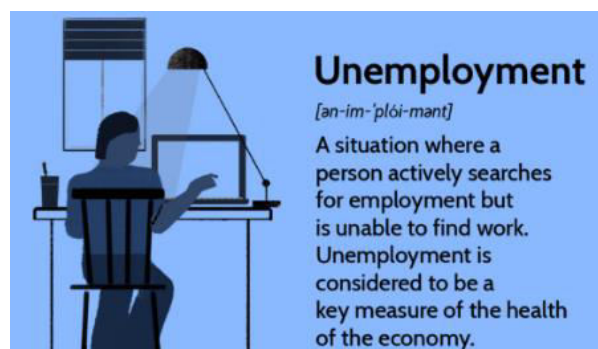 Unemployment
[ən-im-ˈplói-mənt]
A situation where a
person actively searches
for employment but
is unable to find work.
Unemployment is
considered to be a
key measure of the health
of the economy.